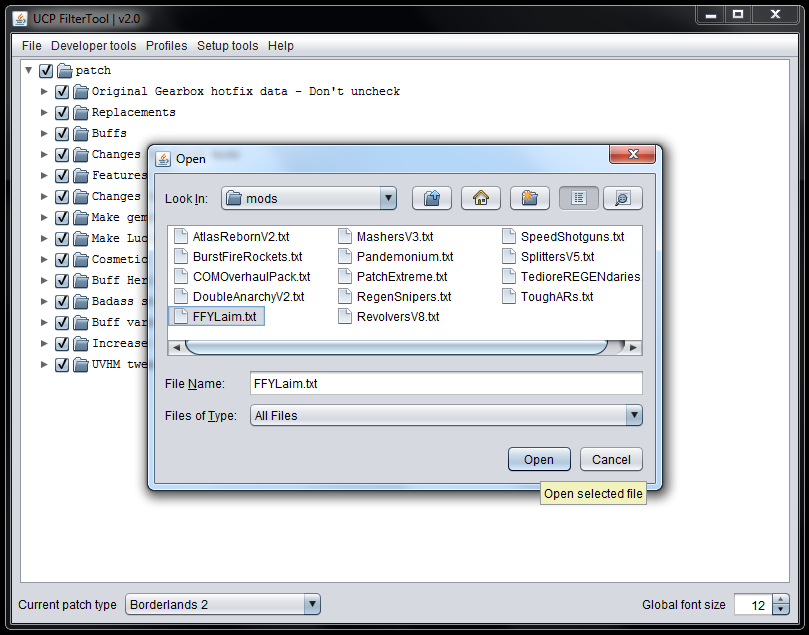 UCP FilterTool | v2.0
File Developer tools Profiles Setup tools Help
patch
Original Gearbox hotfix data - Don't uncheck
Replacements
Buffs
Changes
Features
Changes
Make gem
Make Luc
Cosmetic
Buff Her
Badass s
Buff var
Increase
UVHM twe
Open
Look In: mods
AtlasRebornV2.txt MashersV3.txt SpeedShotguns.txt
BurstFireRockets.txt Pandemonium.txt SplittersV5.txt
COMOverhaulPack.txt PatchExtreme.txt TedioreREGENdaries
DoubleAnarchyV2.txt RegenSnipers.txt ToughARs.txt
FFYLaim.txt RevolversV8.txt
File Name: FFYLaim.txt
Files of Type: All Files
Open Cancel
Open selected file
Current patch type Borderlands 2 Global font size 12